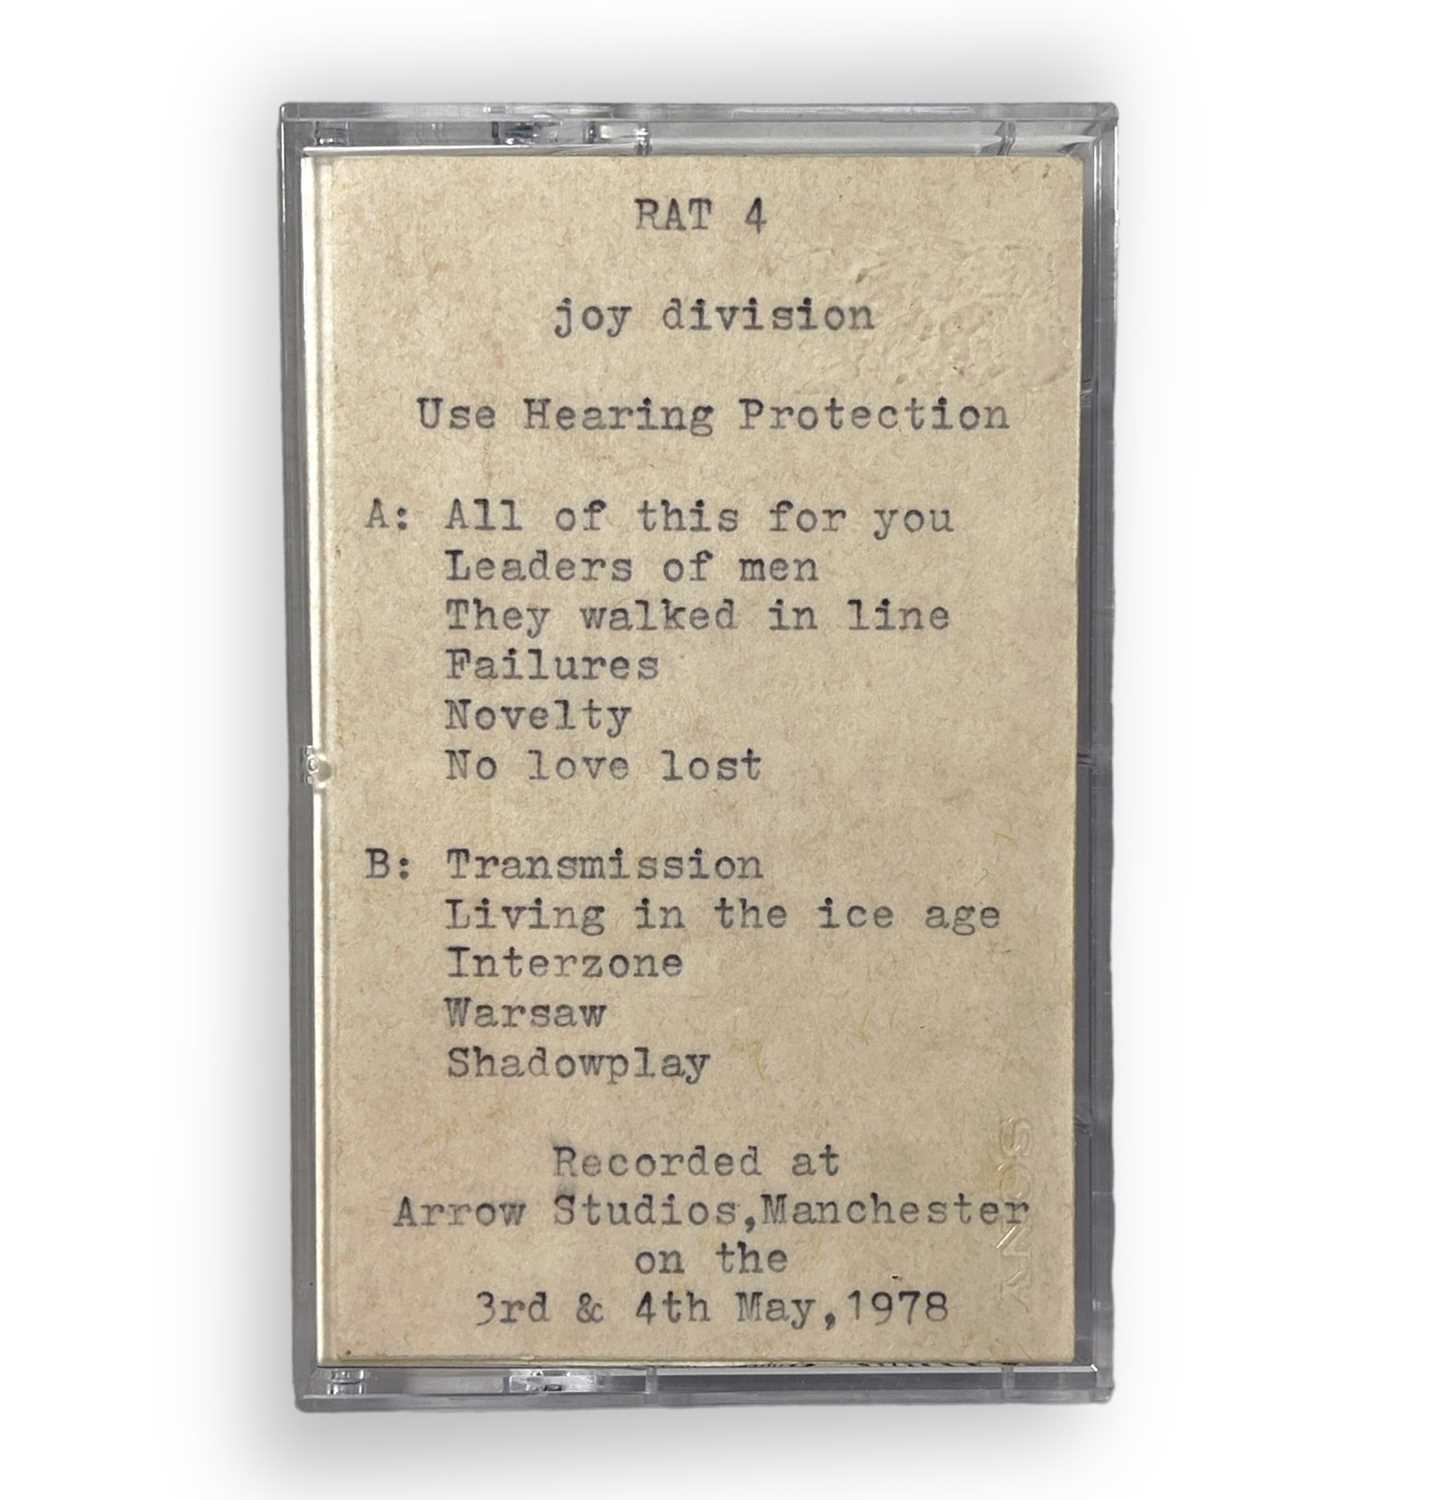 RAT 4
joy division
Use Hearing Protection
A: All of this for you
Leaders of men
They walked in line
Failures
Novelty
No love lost
B: Transmission
Living in the ice age
Interzone
Warsaw
Shadowplay
Recorded at
Arrow Studios,Manchester
on the
3rd & 4th May,1978
SONY